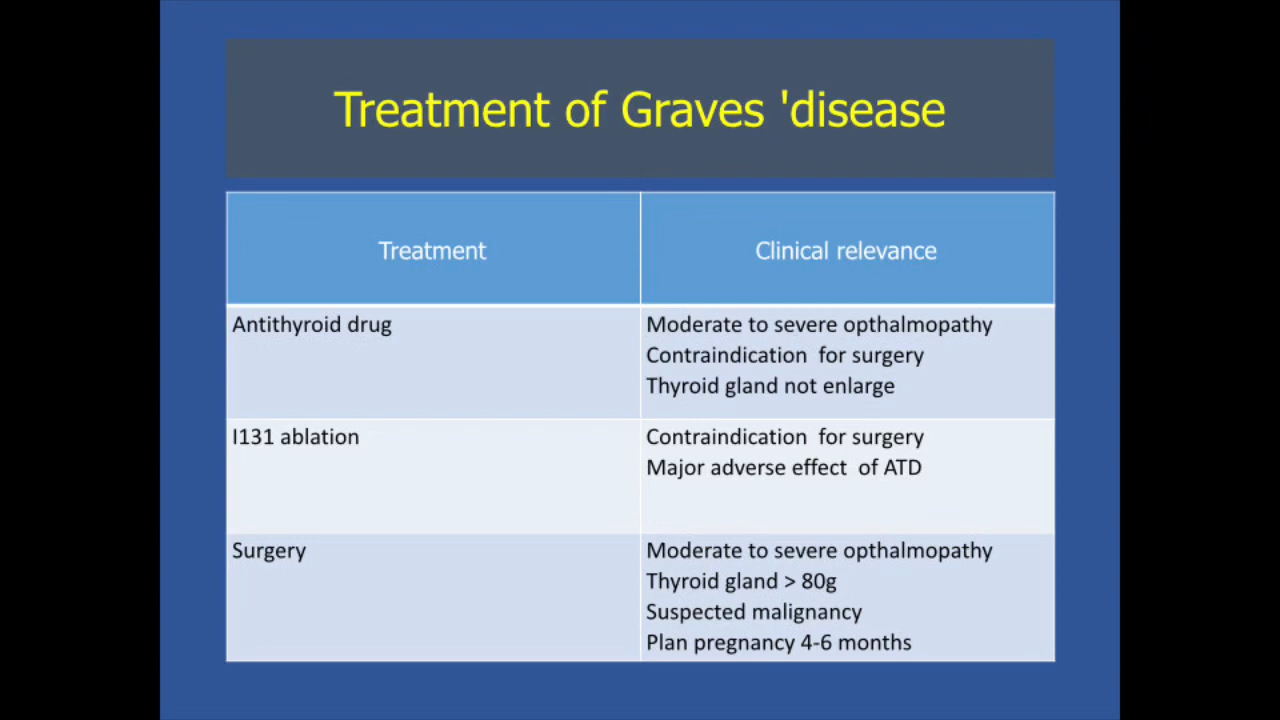 Treatment of Graves 'disease
Treatment
Clinical relevance
Antithyroid drug
Moderate to severe opthalmopathy
Contraindication for surgery
Thyroid gland not enlarge
I131 ablation
Contraindication for surgery
Major adverse effect of ATD
Surgery
Moderate to severe opthalmopathy
Thyroid gland > 80g
Suspected malignancy
Plan pregnancy 4-6 months